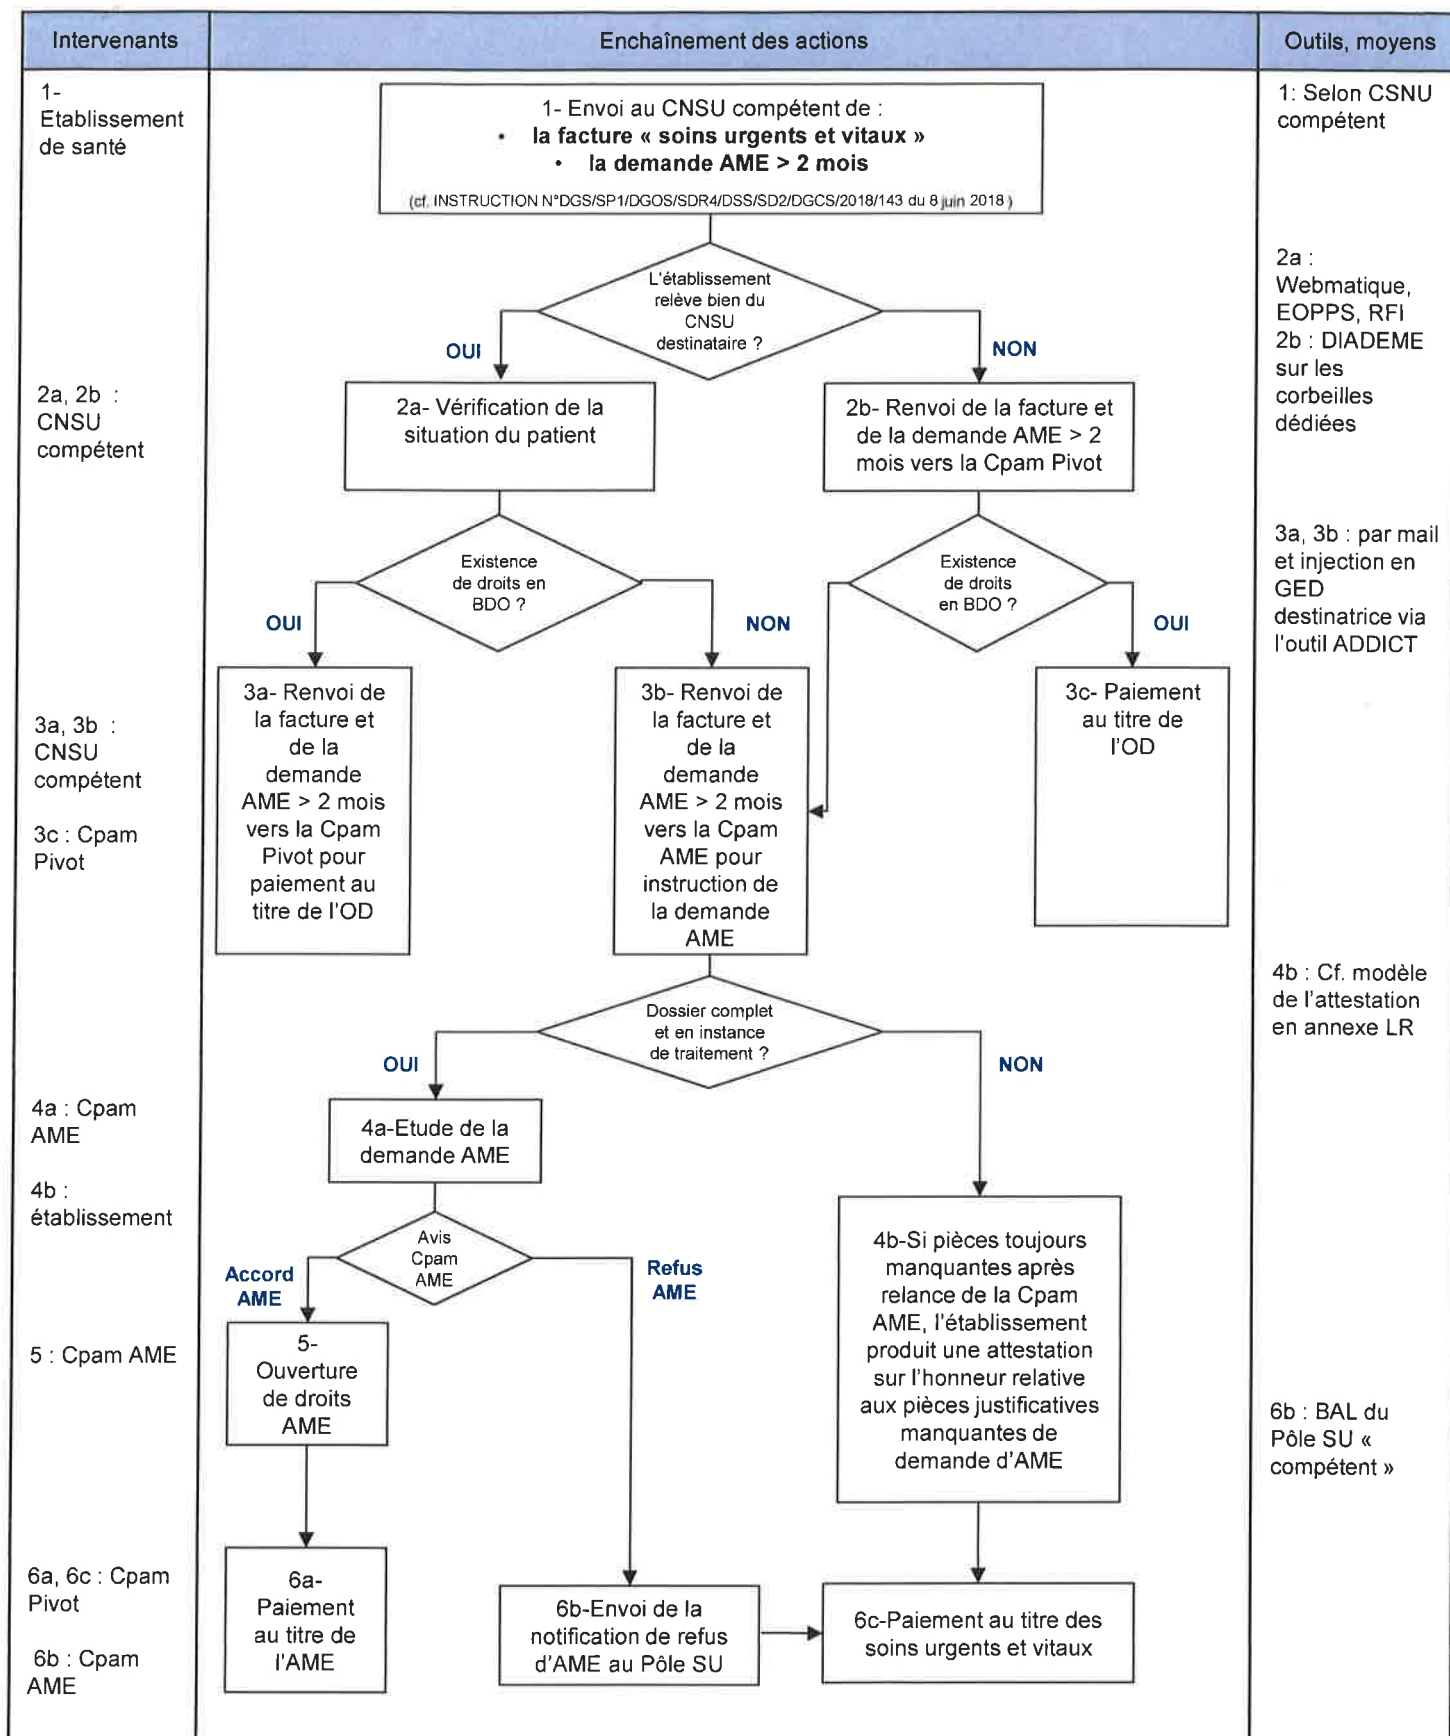 Intervenants
Enchaînement des actions
Outils, moyens
1-
Etablissement
de santé
1- Envoi au CNSU compétent de :
• la facture « soins urgents et vitaux »
• la demande AME > 2 mois
(cf. INSTRUCTION N°DGS/SP1/DGOS/SDR4/DSS/SD2/DGCS/2018/143 du 8 juin 2018 )
1: Selon CSNU
compétent
L'établissement
relève bien du
CNSU
destinataire ?
OUI
NON
2a :
Webmatique,
EOPPS, RFI
2b : DIADEME
sur les
corbeilles
dédiées
2a, 2b :
CNSU
compétent
2a- Vérification de la
situation du patient
2b- Renvoi de la facture et
de la demande AME > 2
mois vers la Cpam Pivot
Existence
de droits en
BDO ?
OUI
NON
Existence
de droits
en BDO ?
OUI
3a, 3b : par mail
et injection en
GED
destinatrice via
l'outil ADDICT
3a, 3b :
CNSU
compétent
3c : Cpam
Pivot
3a- Renvoi de
la facture et
de la
demande
AME > 2 mois
vers la Cpam
Pivot pour
paiement au
titre de l'OD
3b- Renvoi de
la facture et
de la
demande
AME > 2 mois
vers la Cpam
AME pour
instruction de
la demande
AME
3c- Paiement
au titre de
l'OD
Dossier complet
et en instance
de traitement ?
OUI
NON
4b : Cf. modèle
de l'attestation
en annexe LR
4a : Cpam
AME
4b :
établissement
4a-Etude de la
demande AME
Avis
Cpam
AME
Accord
AME
Refus
AME
4b-Si pièces toujours
manquantes après
relance de la Cpam
AME, l'établissement
produit une attestation
sur l'honneur relative
aux pièces justificatives
manquantes de
demande d'AME
5 : Cpam AME
5-
Ouverture
de droits
AME
6b : BAL du
Pôle SU «
compétent »
6a, 6c : Cpam
Pivot
6b : Cpam
AME
6a-
Paiement
au titre de
l'AME
6b-Envoi de la
notification de refus
d'AME au Pôle SU
6c-Paiement au titre des
soins urgents et vitaux